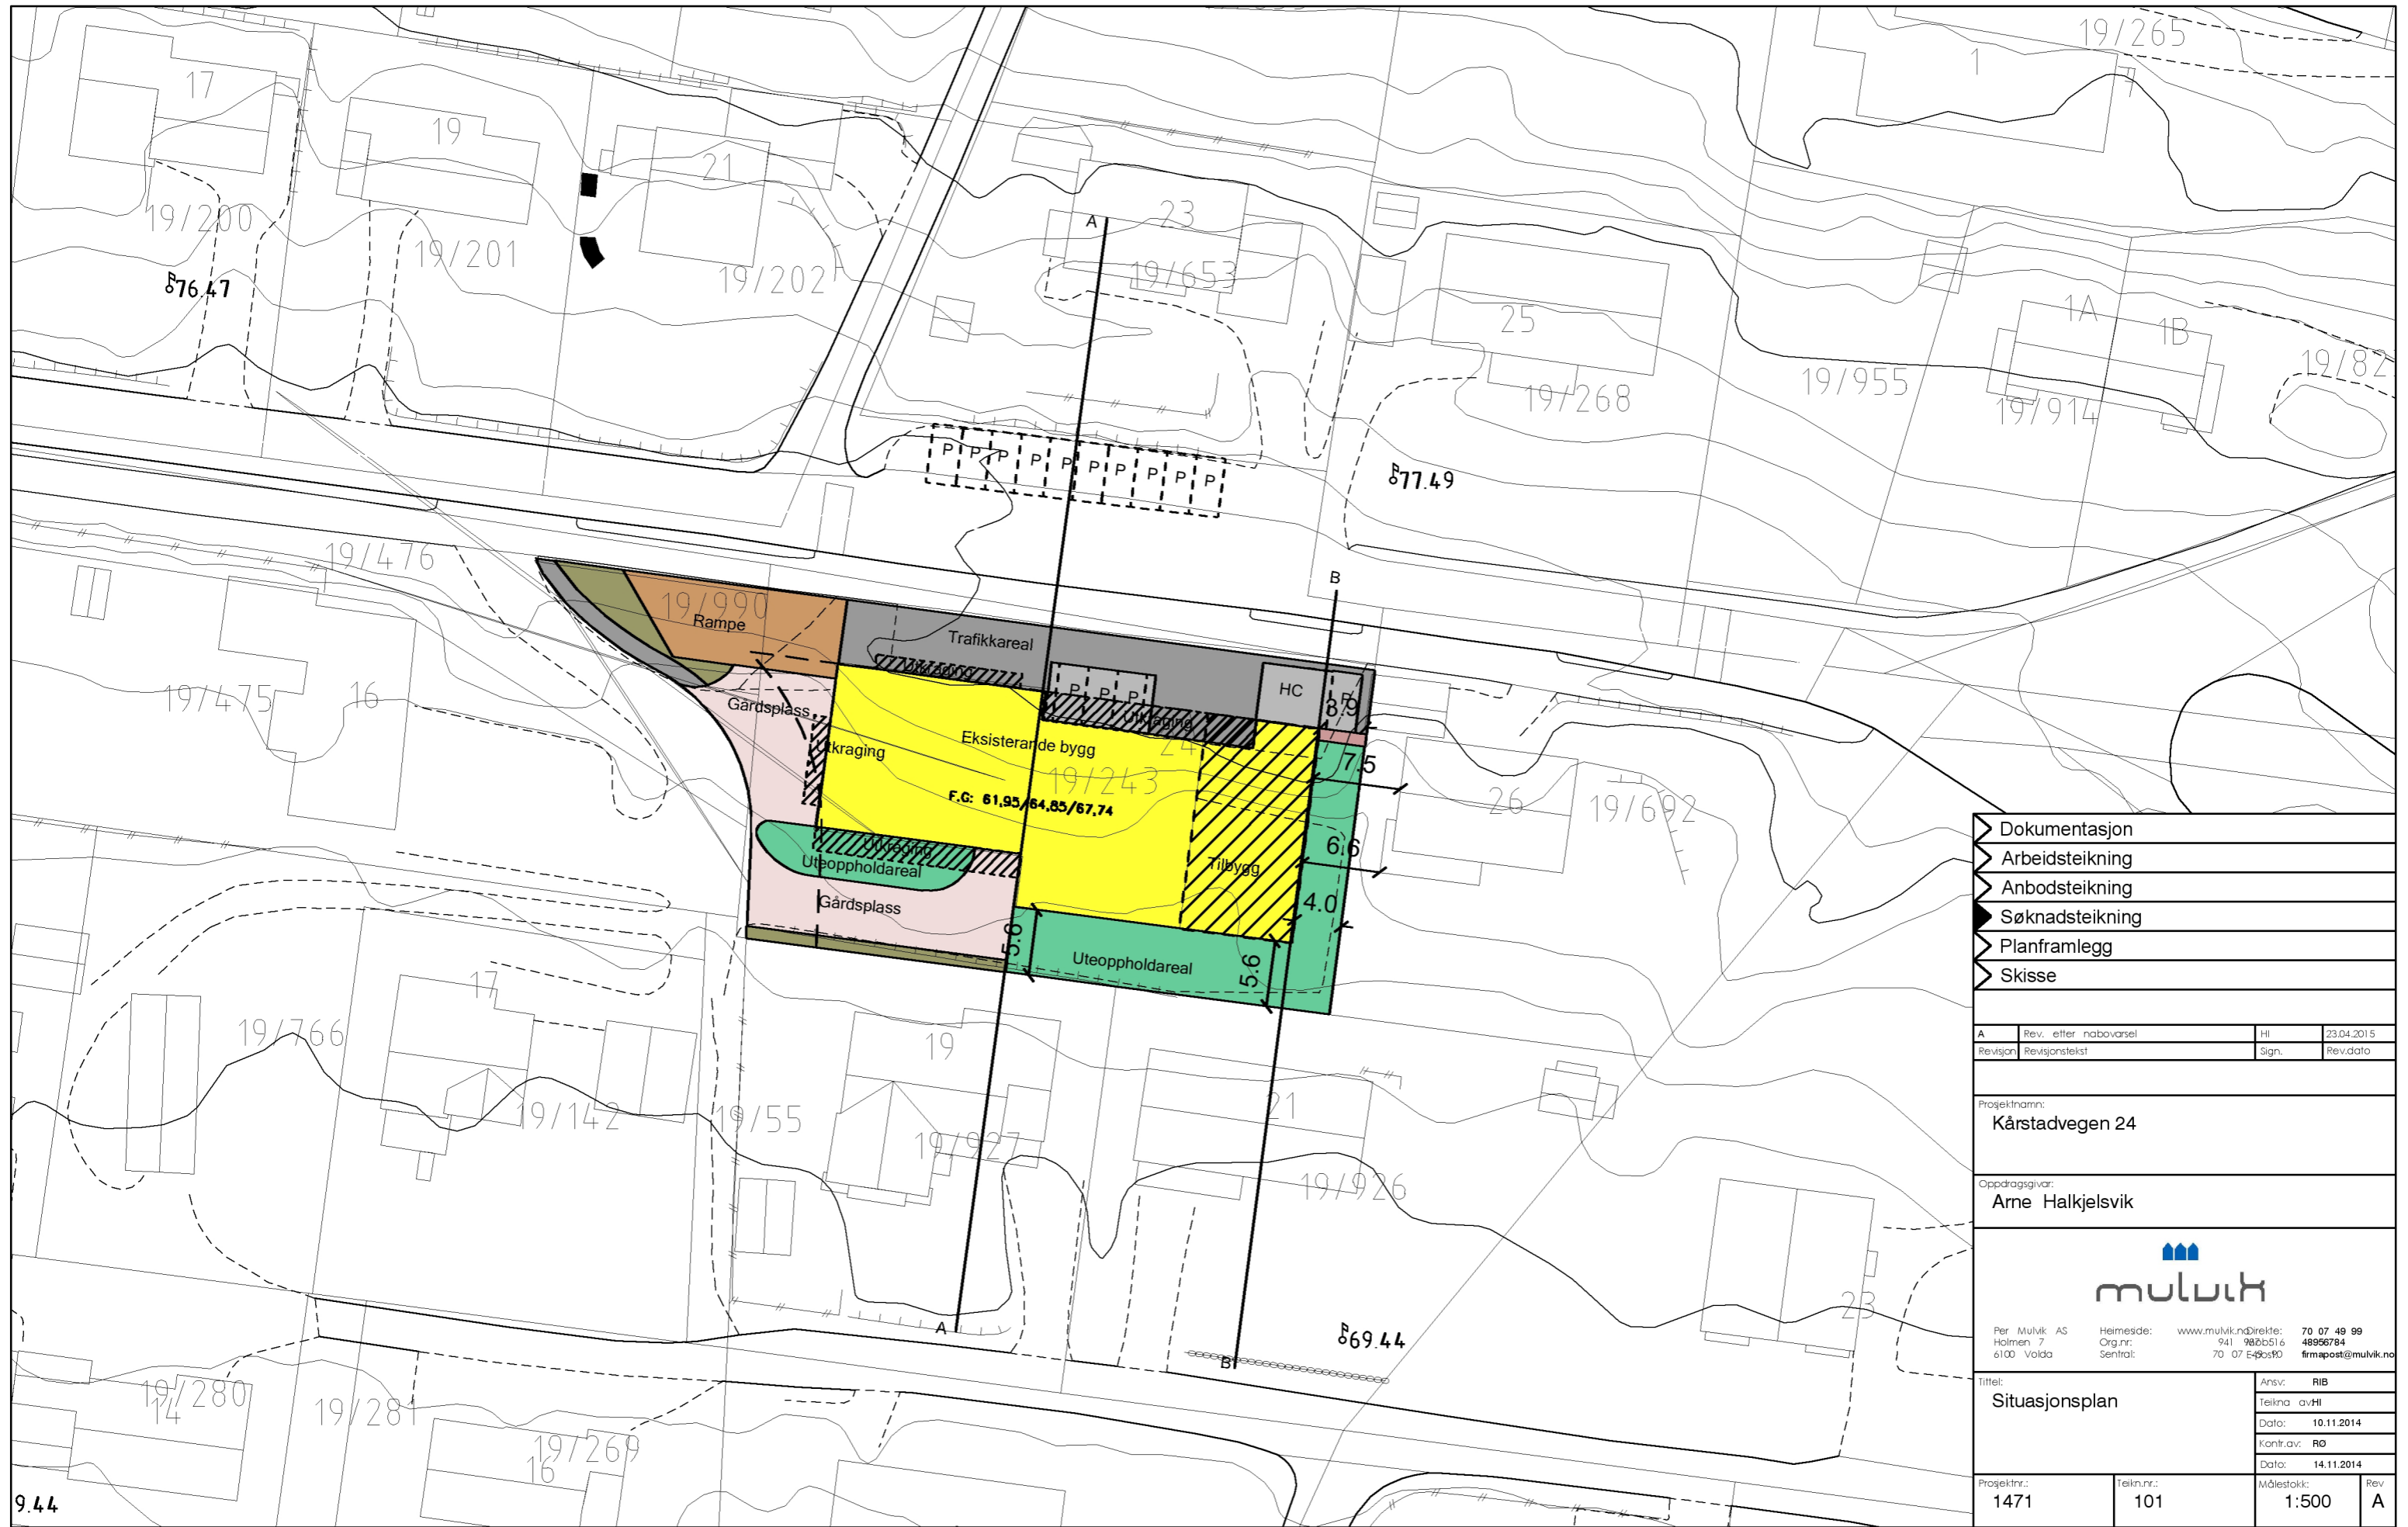 19/265
1
17
19
21
23
19/200
19/201
19/202
19/653
76.47
A
25
1A
1B
19/82
19/955
19/268
19/914
P P P P P P P P P P
77.49
19/476
B
19/990
Rampe
Trafikkareal
Utkraging
HC
P P P
P
3.9
19/475
16
Gårdsplass
Utkraging
Eksisterande bygg
24
19/243
7.5
F.G: 61,95/64,85/67,74
26
19/692
Utkraging
Uteoppholdareal
Tilbygg
6.6
4.0
Gårdsplass
5.6
Uteoppholdareal
5.6
17
19/766
19
19/142
19/55
19/927
21
19/926
23
A
B
69.44
19/280
14
19/281
19/269
16
9.44
Dokumentasjon
Arbeidsteikning
Anbodsteikning
Søknadsteikning
Planframlegg
Skisse
A Rev. etter nabovarsel HI 23.04.2015
Revisjon Revisjonstekst Sign. Rev.dato
Prosjektnamn:
Kårstadvegen 24
Oppdragsgivar:
Arne Halkjelsvik
mulvik
Per Mulvik AS Heimeside: www.mulvik.no Direkte: 70 07 49 99
Holmen 7 Org.nr: 941 516 48956784
6100 Volda Sentral: 70 07 firmapost@mulvik.no
Tittel:
Situasjonsplan
Ansv: RIB
Teikna av: HI
Dato: 10.11.2014
Kontr.av: RØ
Dato: 14.11.2014
Prosjektnr.: Teikn.nr.: Målestokk: Rev
1471 101 1:500 A